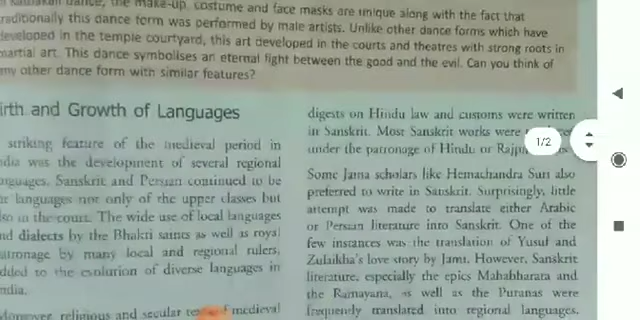 dance, the make-up, costume and face masks are unique along with the fact that
traditionally this dance form was performed by male artists. Unlike other dance forms which have
developed in the temple courtyard, this art developed in the courts and theatres with strong roots in
martial art. This dance symbolises an eternal fight between the good and the evil. Can you think of
any other dance form with similar features?
irth and Growth of Languages
striking feature of the medieval period in
dia was the development of several regional
nguages. Sanskrit and Persian continued to be
languages not only of the upper classes but
so in the court. The wide use of local languages
nd dialects by the Bhakti saints as well as royal
atronage by many local and regional rulers,
dded to the evolution of diverse languages in
ndia.
Moreover, religious and secular of medieval
digests on Hindu law and customs were written
in Sanskrit. Most Sanskrit works were
under the patronage of Hindu or
1/2
Some Jaina scholars like Hemachandra Suri also
preferred to write in Sanskrit. Surprisingly, little
attempt was made to translate either Arabic
or Persian literature into Sanskrit. One of the
few instances was the translation of Yusuf and
Zulaikha's love story by Jami. However, Sanskrit
literature, especially the epics Mahabharata and
the Ramayana, as well as the Puranas were
frequently translated into regional languages.